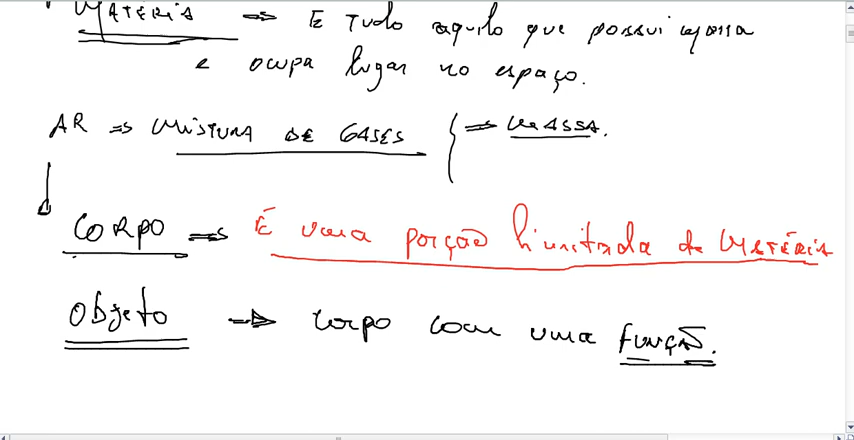 MATÉRIA ⇒ É TUDO aquilo que possui massa
e ocupa lugar no espaço.
AR ⇒ MISTURA DE GASES { ⇒ MASSA.
CORPO ⇒ É uma porção limitada de MATÉRIA
Objeto → Corpo com uma função.